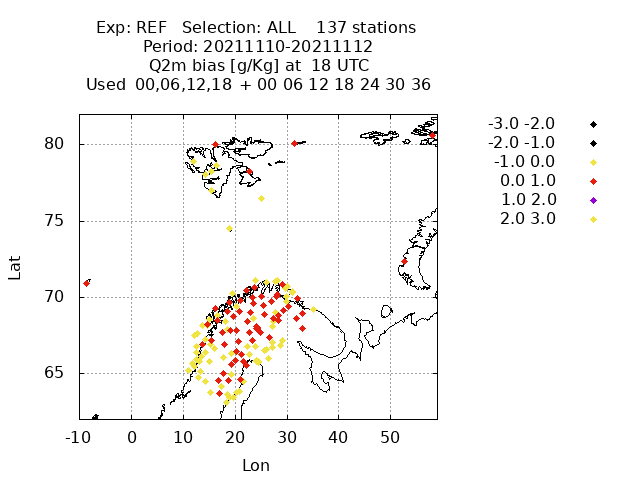 Exp: REF   Selection: ALL    137 stations
Period: 20211110-20211112
Q2m bias [g/Kg] at  18 UTC
Used  00,06,12,18  + 00 06 12 18 24 30 36
-3.0 -2.0
-2.0 -1.0
-1.0 0.0
0.0 1.0
1.0 2.0
2.0 3.0
80
75
70
65
Lat
-10 0 10 20 30 40 50
Lon